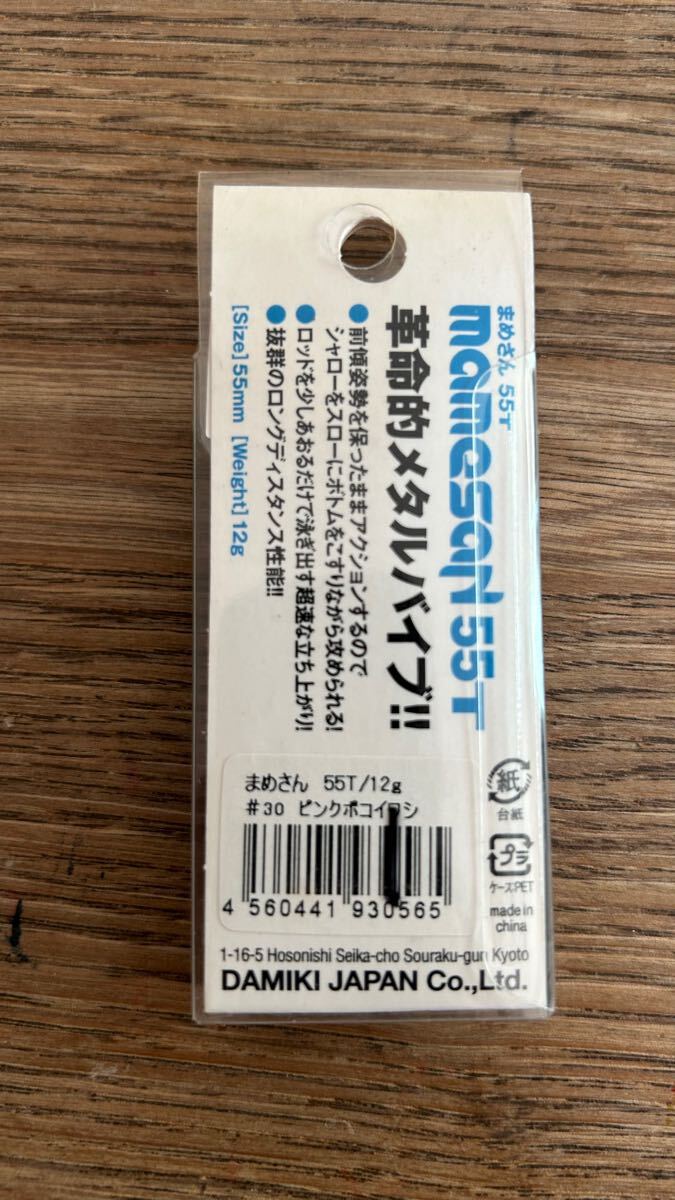 まめさん 55T
mamesan 55T
革命的メタルバイブ!!
●前傾姿勢を保ったままアクションするので
シャローをスローにボトムをこすりながら攻められる!
●ロッドを少しあおるだけで泳ぎ出す超速な立ち上がり!
●抜群のロングディスタンス性能!!
[Size] 55mm [Weight] 12g
紙
台紙
プラ
ケース:PET
made in
china
まめさん 55T/12g
#30 ピンクボコイワシ
4 560441 930565
1-16-5 Hosonishi Seika-cho Souraku-gun Kyoto
DAMIKI JAPAN Co.,Ltd.